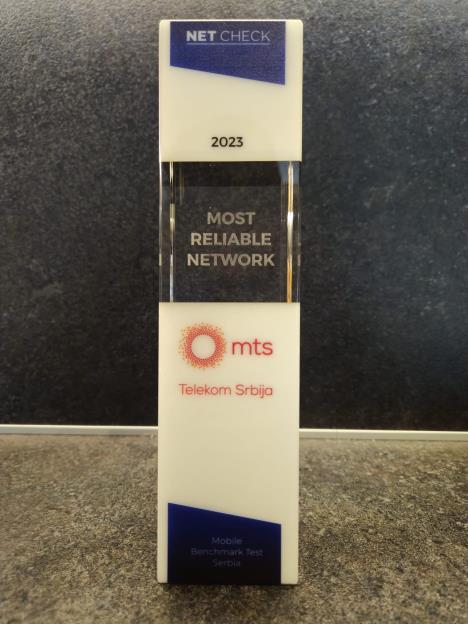 NET CHECK
2023
MOST
RELIABLE
NETWORK
mts
Telekom Srbija
Mobile
Benchmark Test
Serbia